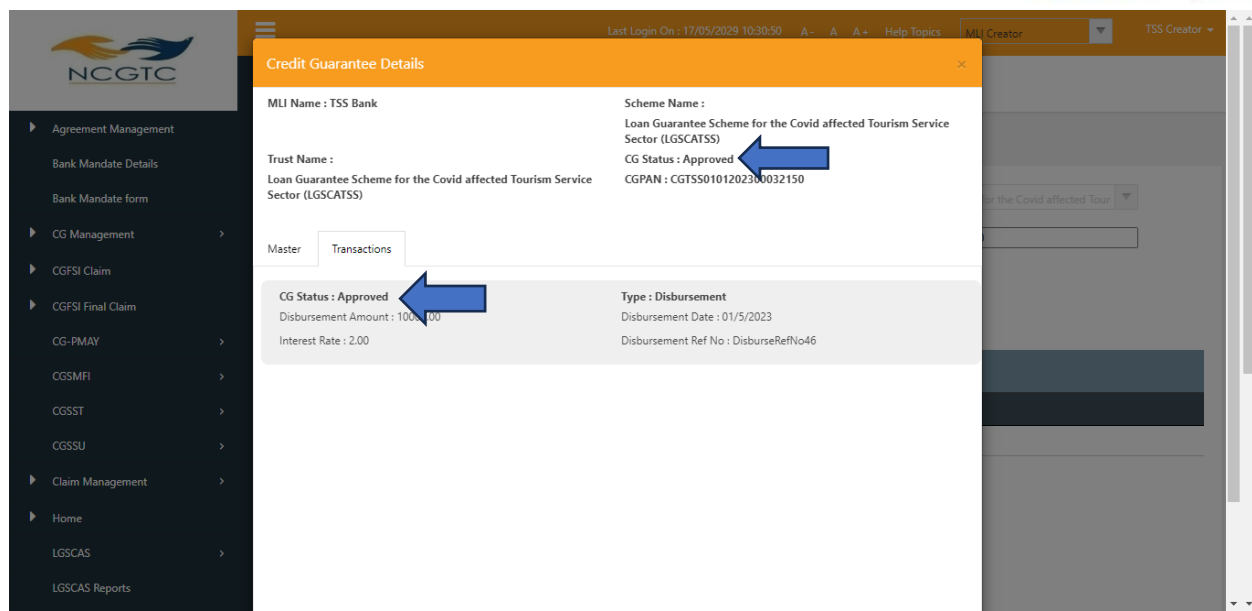 NCGTC
Last Login On : 17/05/2029 10:30:50 A- A A+ Help Topics MLI Creator TSS Creator
Agreement Management
Bank Mandate Details
Bank Mandate form
CG Management
CGFSI Claim
CGFSI Final Claim
CG-PMAY
CGSMFI
CGSST
CGSSU
Claim Management
Home
LGSCAS
LGSCAS Reports
Credit Guarantee Details ×
MLI Name : TSS Bank
Scheme Name :
Loan Guarantee Scheme for the Covid affected Tourism Service
Sector (LGSCATSS)
Trust Name :
Loan Guarantee Scheme for the Covid affected Tourism Service
Sector (LGSCATSS)
CG Status : Approved
CGPAN : CGTSS0101202300032150
Master Transactions
CG Status : Approved
Type : Disbursement
Disbursement Amount :
Disbursement Date : 01/5/2023
Interest Rate : 2.00
Disbursement Ref No : DisburseRefNo46
for the Covid affected Tour